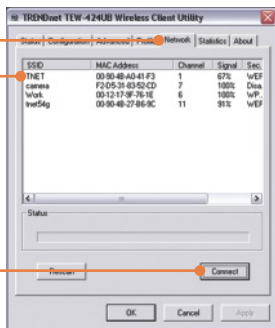 TRENDnet TEW-424UB Wireless Client Utility
Status Configuration Advanced Profile Network Statistics About
SSID MAC Address Channel Signal Sec.
TNET 00-90-4B-A0-41-F3 1 67% WEF
camera F2-D5-31-83-52-CD 7 100% Disa.
Work 00-12-17-9F-76-1E 6 100% WP..
tnet54g 00-90-4B-27-B6-9C 11 91% WEF
Status
Rescan Connect
OK Cancel Apply